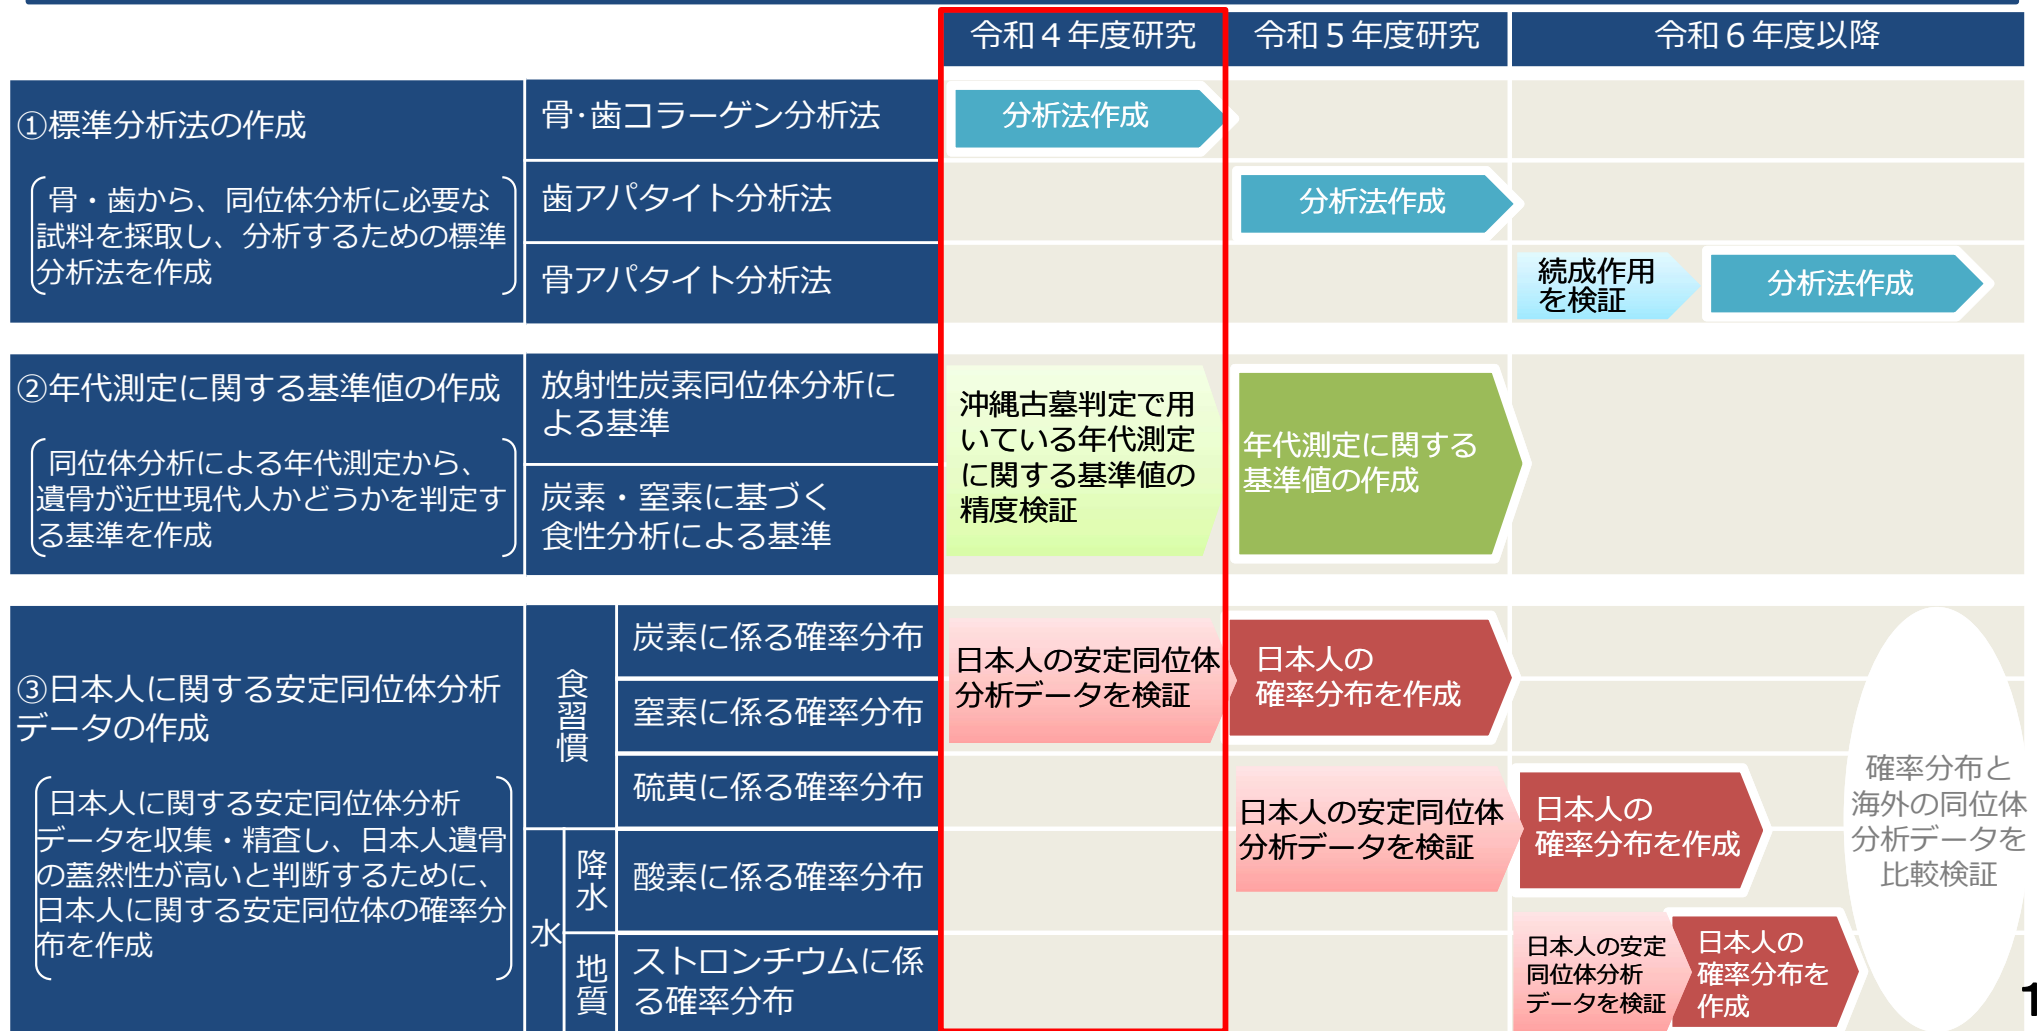 令和４年度研究
令和５年度研究
令和６年度以降
①標準分析法の作成
骨・歯から、同位体分析に必要な
試料を採取し、分析するための標準
分析法を作成
骨･歯コラーゲン分析法
分析法作成
歯アパタイト分析法
分析法作成
骨アパタイト分析法
続成作用
を検証
分析法作成
②年代測定に関する基準値の作成
同位体分析による年代測定から、
遺骨が近世現代人かどうかを判定す
る基準を作成
放射性炭素同位体分析に
よる基準
炭素・窒素に基づく
食性分析による基準
沖縄古墓判定で用
いている年代測定
に関する基準値の
精度検証
年代測定に関する
基準値の作成
③日本人に関する安定同位体分析
データの作成
日本人に関する安定同位体分析
データを収集・精査し、日本人遺骨
の蓋然性が高いと判断するために、
日本人に関する安定同位体の確率分
布を作成
食習慣
炭素に係る確率分布
窒素に係る確率分布
硫黄に係る確率分布
水
降水
酸素に係る確率分布
地質
ストロンチウムに係
る確率分布
日本人の安定同位体
分析データを検証
日本人の
確率分布を作成
日本人の安定同位体
分析データを検証
日本人の
確率分布を作成
日本人の安定
同位体分析
データを検証
日本人の
確率分布を
作成
確率分布と
海外の同位体
分析データを
比較検証
1